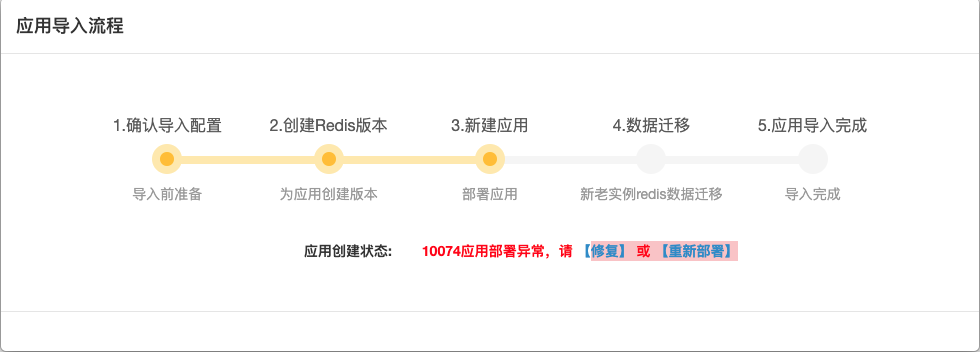 应用导入流程
1.确认导入配置 2.创建Redis版本 3.新建应用 4.数据迁移 5.应用导入完成
导入前准备 为应用创建版本 部署应用 新老实例redis数据迁移 导入完成
应用创建状态: 10074应用部署异常，请 【修复】 或 【重新部署】